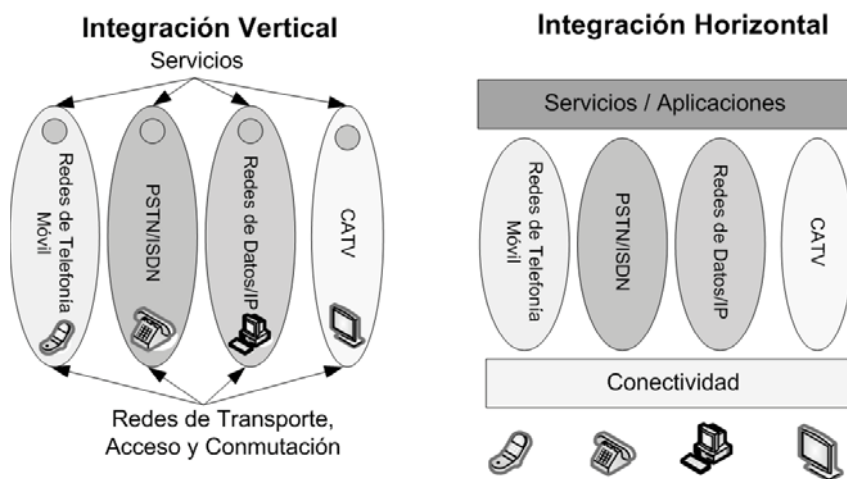 Integración Vertical
Servicios
Redes de Telefonía
Móvil
PSTN/ISDN
Redes de Datos/IP
CATV
Redes de Transporte,
Acceso y Conmutación
Integración Horizontal
Servicios / Aplicaciones
Redes de Telefonía
Móvil
PSTN/ISDN
Redes de Datos/IP
CATV
Conectividad